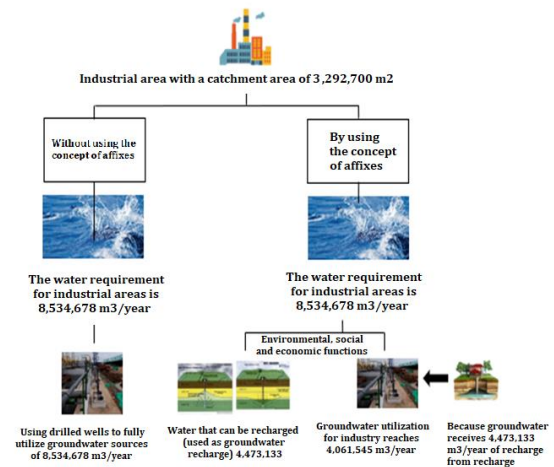 Industrial area with a catchment area of 3,292,700 m2
Without using the
concept of affixes
By using
the concept
of affixes
The water requirement
for industrial areas is
8,534,678 m3/year
The water requirement
for industrial areas is
8,534,678 m3/year
Environmental, social
and economic functions
Using drilled wells to fully
utilize groundwater sources
of 8,534,678 m3/year
Water that can be recharged
(used as groundwater
recharge) 4,473,133
Groundwater utilization
for industry reaches
4,061,545 m3/year
Because groundwater
receives 4,473,133
m3/year of recharge
from recharge